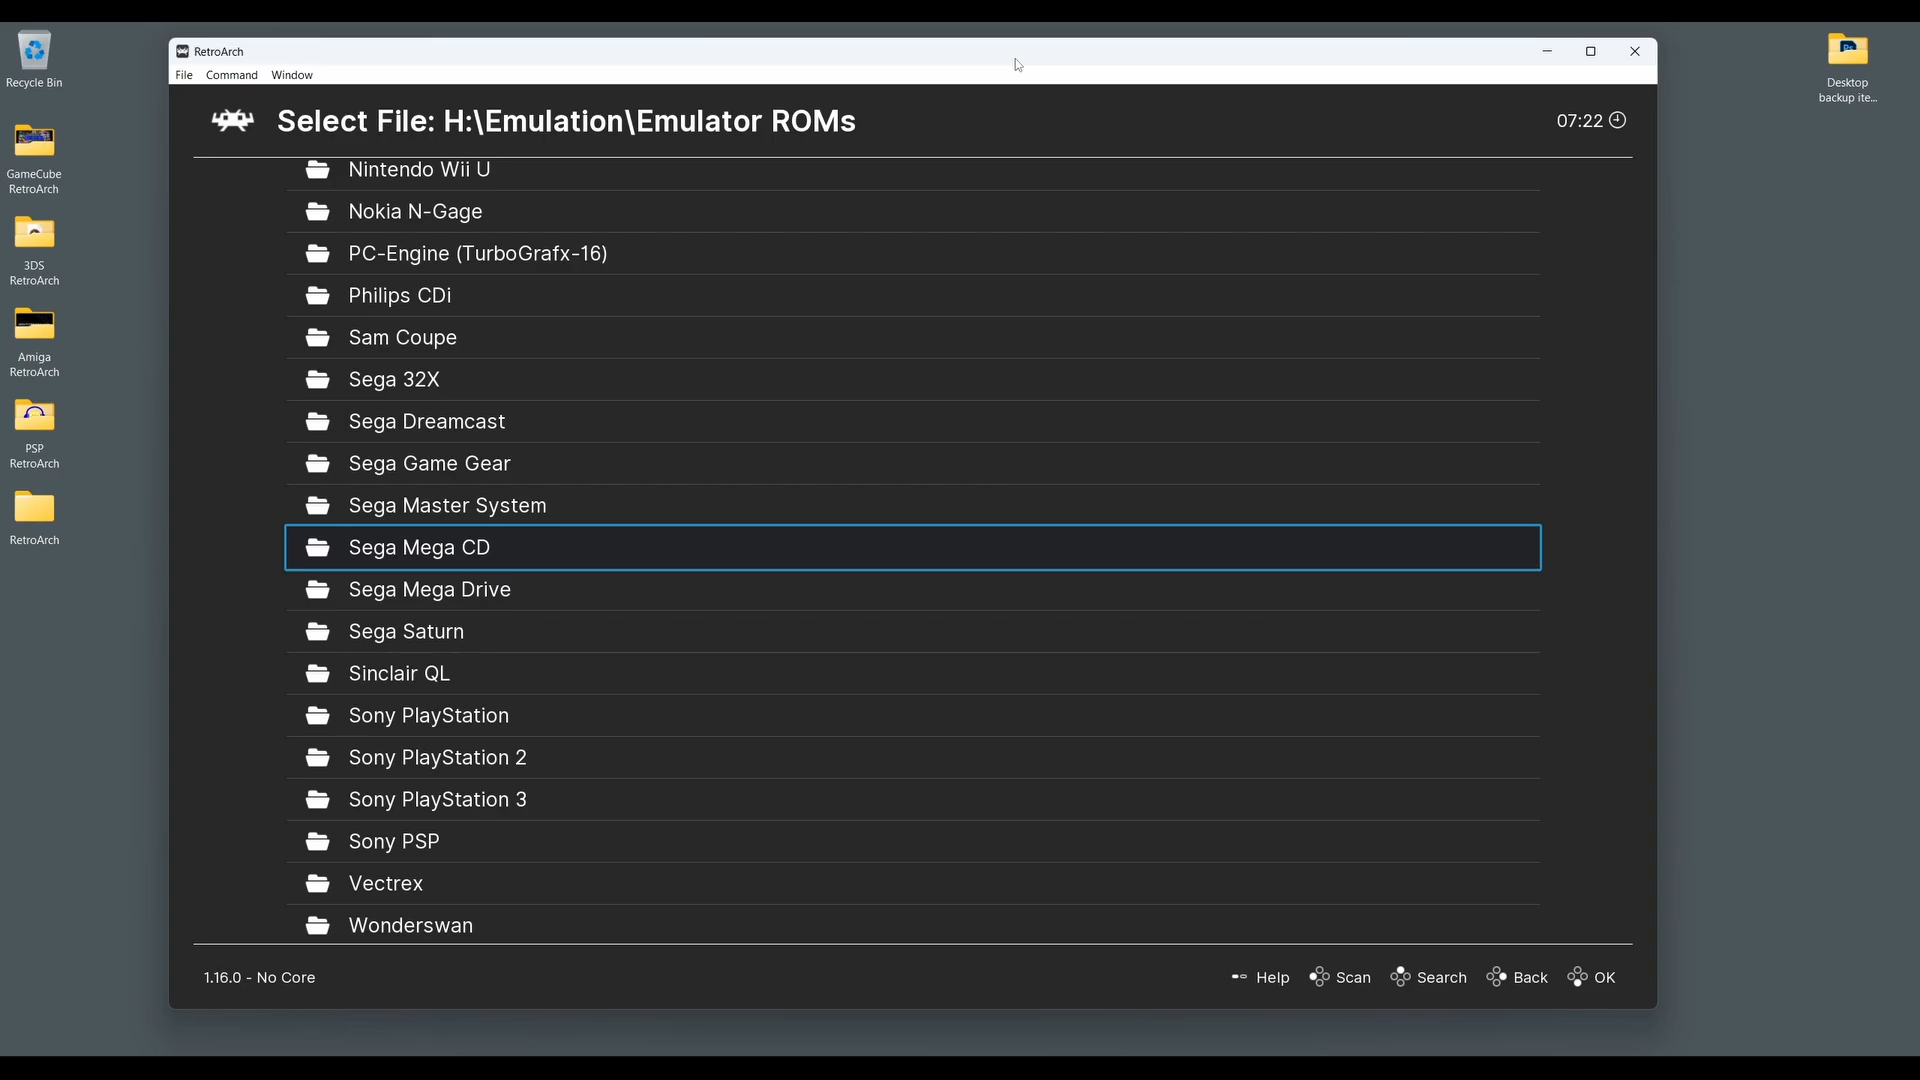 Recycle Bin
GameCube
RetroArch
3DS
RetroArch
Amiga
RetroArch
PSP
RetroArch
RetroArch
RetroArch
File Command Window
Select File: H:\Emulation\Emulator ROMs
07:22
Nintendo Wii U
Nokia N-Gage
PC-Engine (TurboGrafx-16)
Philips CDi
Sam Coupe
Sega 32X
Sega Dreamcast
Sega Game Gear
Sega Master System
Sega Mega CD
Sega Mega Drive
Sega Saturn
Sinclair QL
Sony PlayStation
Sony PlayStation 2
Sony PlayStation 3
Sony PSP
Vectrex
Wonderswan
1.16.0 - No Core
Help Scan Search Back OK
Ps
Desktop
backup ite...